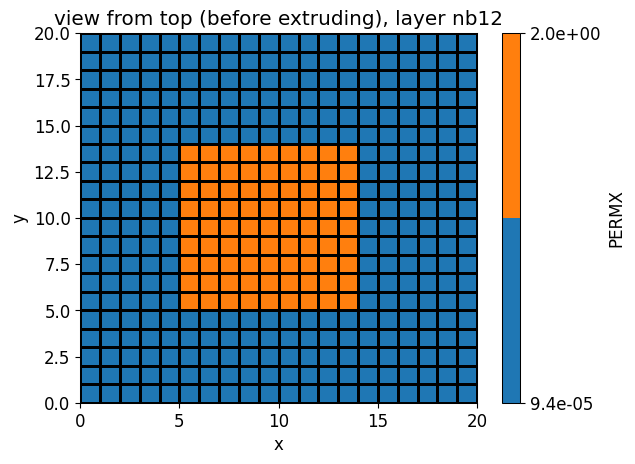 view from top (before extruding), layer nb12
20.0
17.5
15.0
12.5
10.0
7.5
5.0
2.5
0.0
y
0 5 10 15 20
x
2.0e+00
9.4e-05
PERMX